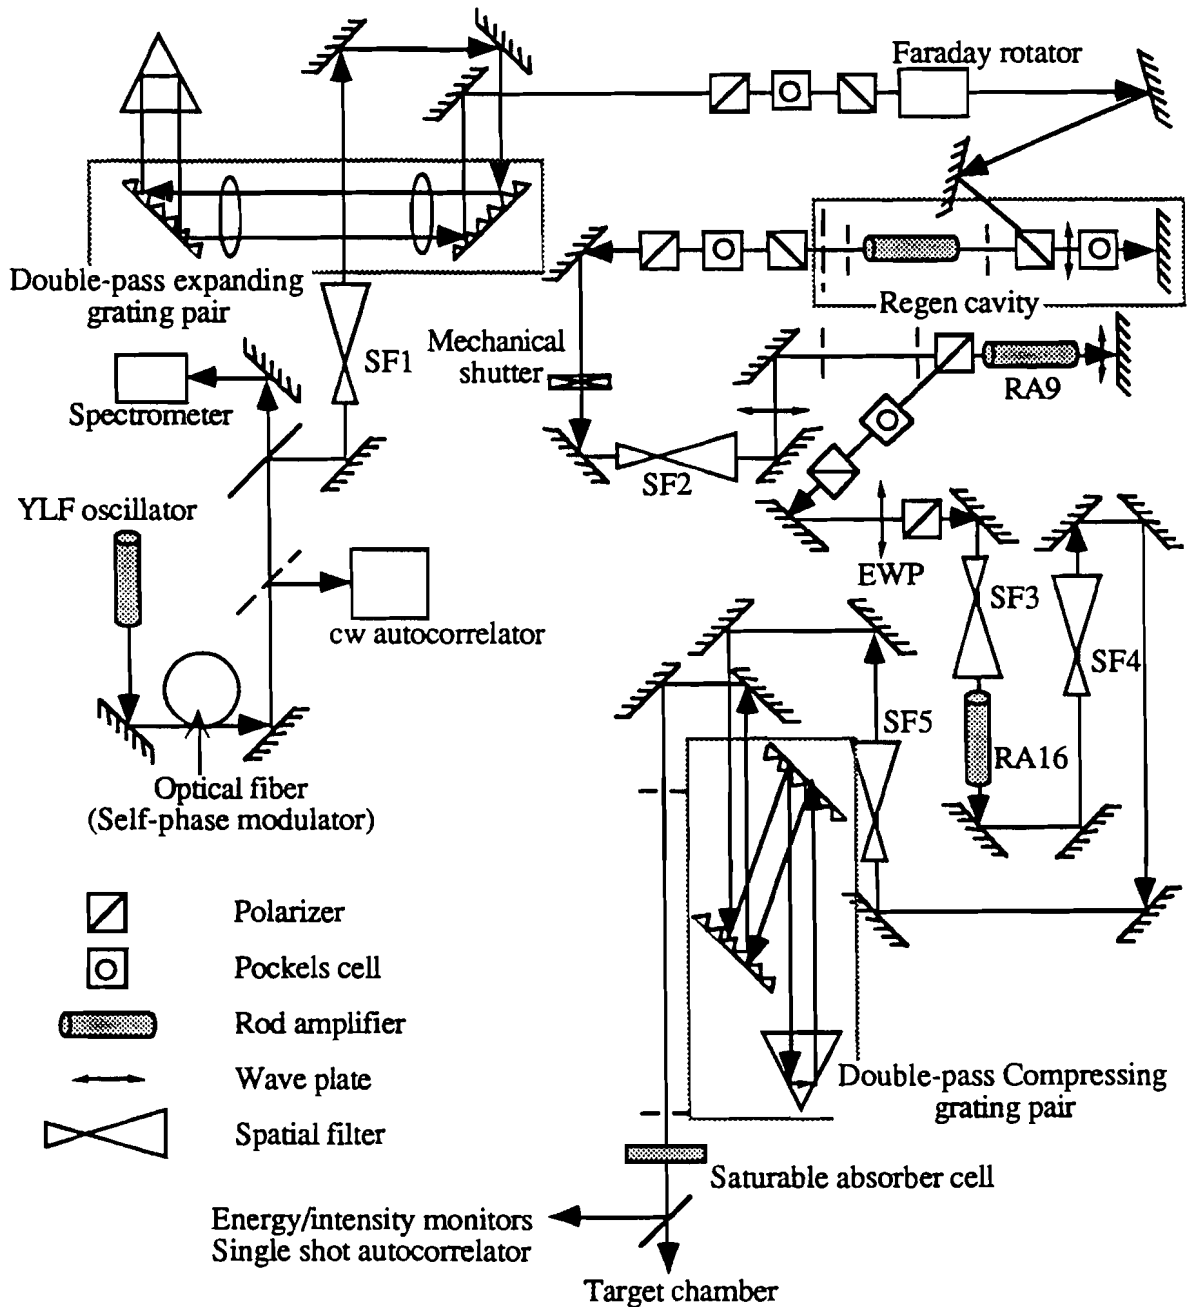 Faraday rotator
Double-pass expanding
grating pair
SF1
Regen cavity
Mechanical
shutter
Spectrometer
RA9
SF2
YLF oscillator
EWP
SF3
cw autocorrelator
SF4
SF5
RA16
Optical fiber
(Self-phase modulator)
Polarizer
Pockels cell
Rod amplifier
Wave plate
Double-pass Compressing
grating pair
Spatial filter
Saturable absorber cell
Energy/intensity monitors
Single shot autocorrelator
Target chamber